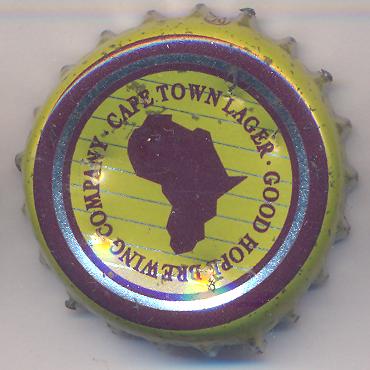 CAPE TOWN LAGER · GOOD HOPE BREWING COMPANY ·